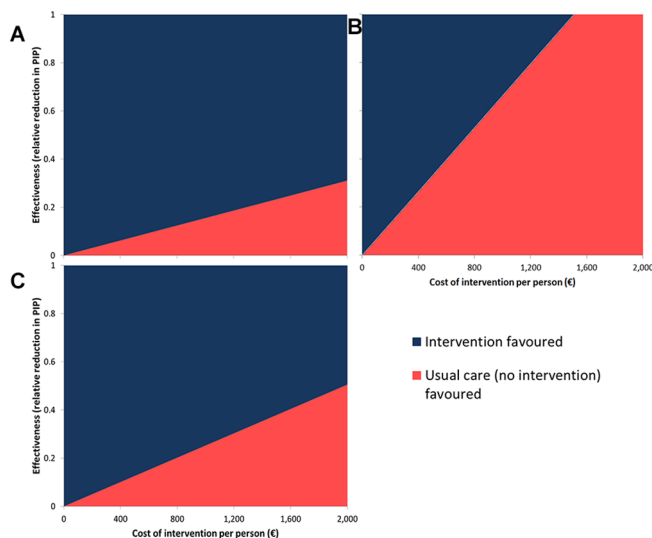 A
Effectiveness (relative reduction in PIP)
1
0.8
0.6
0.4
0.2
0
B
0 400 800 1,200 1,600 2,000
Cost of intervention per person (€)
C
Effectiveness (relative reduction in PIP)
1
0.8
0.6
0.4
0.2
0
0 400 800 1,200 1,600 2,000
Cost of intervention per person (€)
Intervention favoured
Usual care (no intervention)
favoured